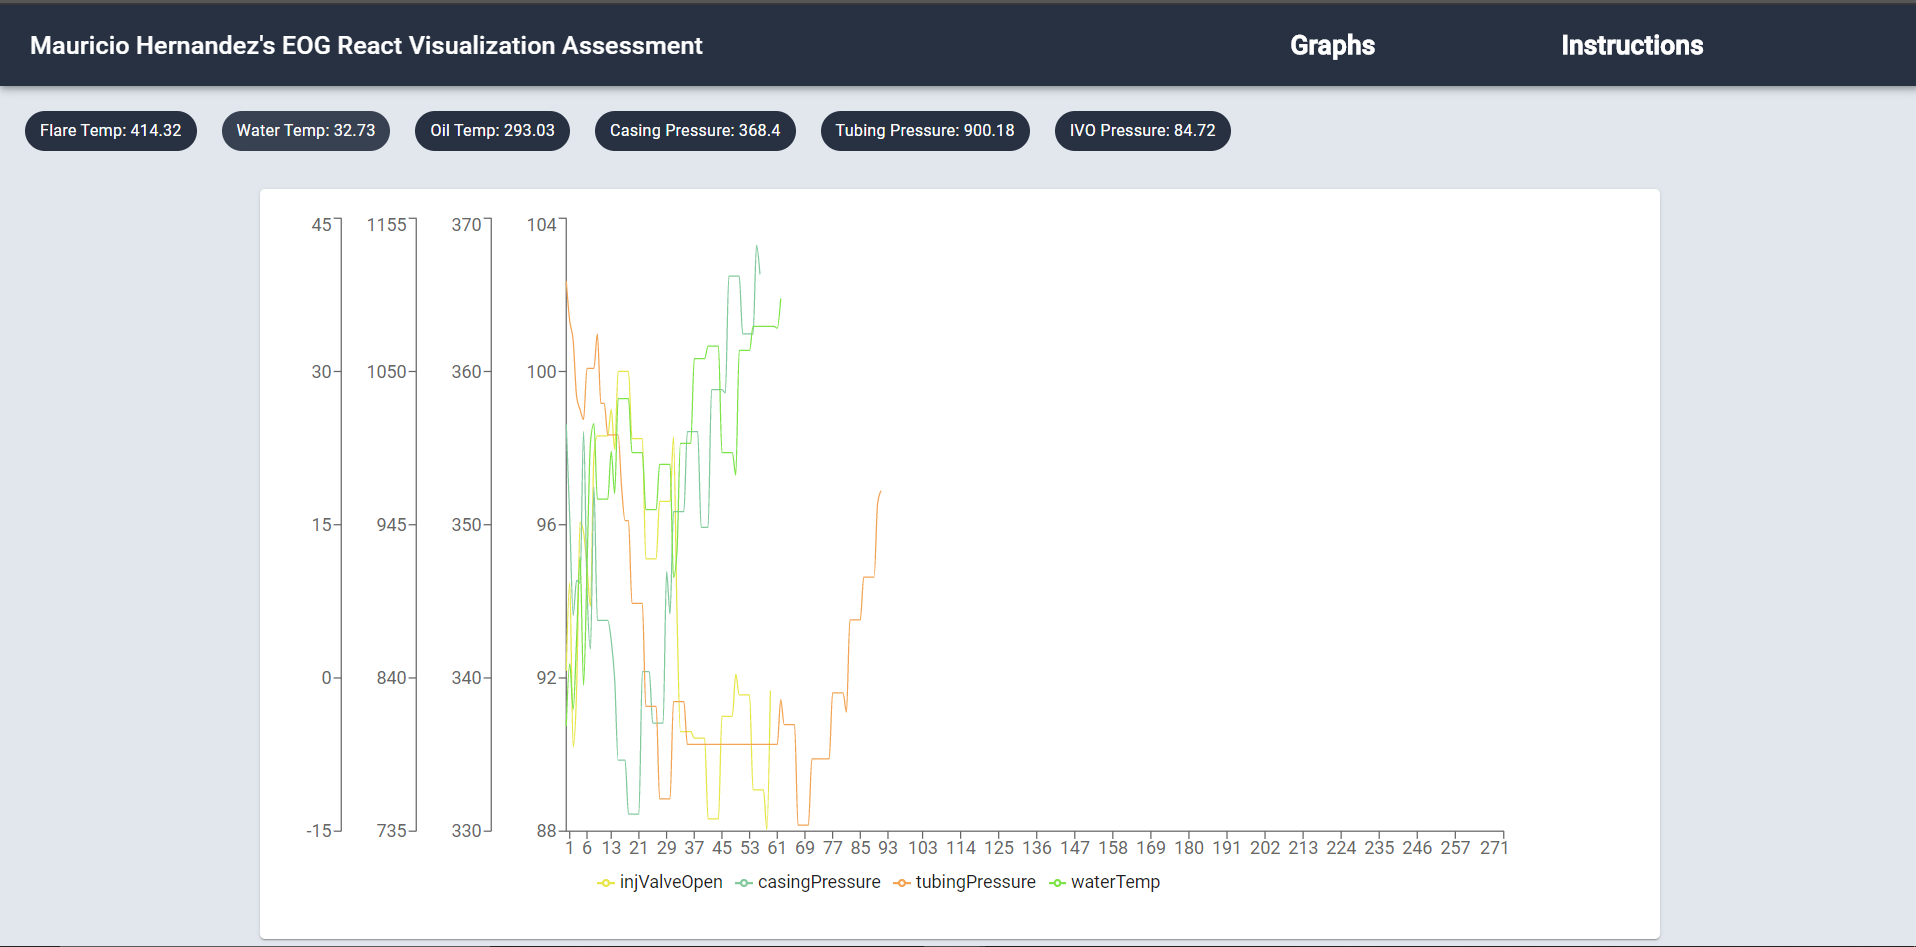 Mauricio Hernandez's EOG React Visualization Assessment Graphs Instructions
Flare Temp: 414.32 Water Temp: 32.73 Oil Temp: 293.03 Casing Pressure: 368.4 Tubing Pressure: 900.18 IVO Pressure: 84.72
45 1155 370 104
30 1050 360 100
15 945 350 96
0 840 340 92
-15 735 330 88
1 6 13 21 29 37 45 53 61 69 77 85 93 103 114 125 136 147 158 169 180 191 202 213 224 235 246 257 271
injValveOpen casingPressure tubingPressure waterTemp